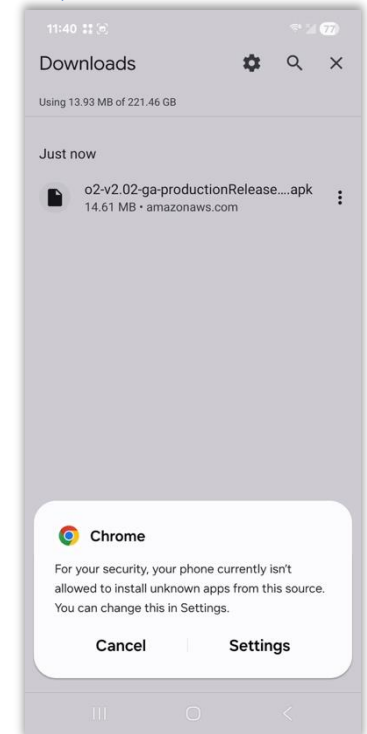 11:40
77
Downloads
Using 13.93 MB of 221.46 GB
Just now
o2-v2.02-ga-productionRelease....apk
14.61 MB • amazonaws.com
Chrome
For your security, your phone currently isn't
allowed to install unknown apps from this source.
You can change this in Settings.
Cancel
Settings